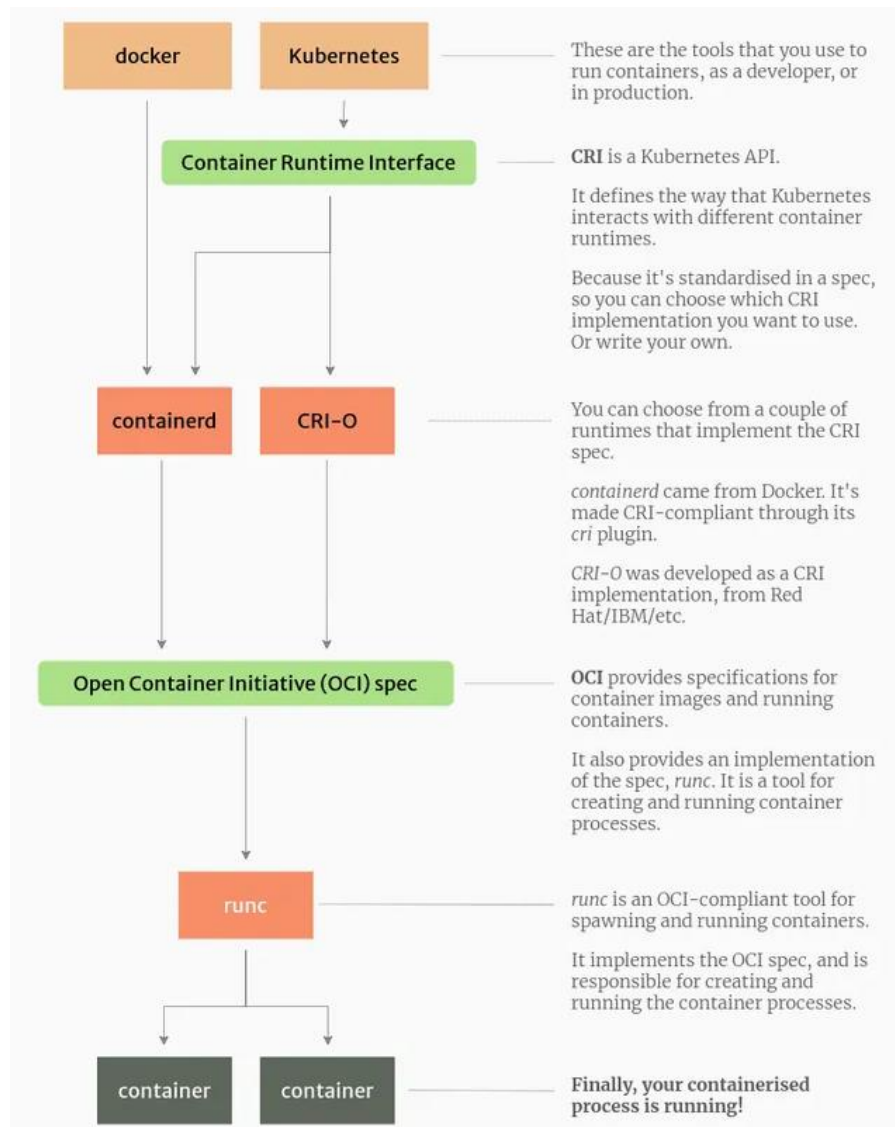 docker
Kubernetes
These are the tools that you use to
run containers, as a developer, or
in production.
Container Runtime Interface
CRI is a Kubernetes API.
It defines the way that Kubernetes
interacts with different container
runtimes.
Because it's standardised in a spec,
so you can choose which CRI
implementation you want to use.
Or write your own.
containerd
CRI-O
You can choose from a couple of
runtimes that implement the CRI
spec.
containerd came from Docker. It's
made CRI-compliant through its
cri plugin.
CRI-O was developed as a CRI
implementation, from Red
Hat/IBM/etc.
Open Container Initiative (OCI) spec
OCI provides specifications for
container images and running
containers.
It also provides an implementation
of the spec, runc. It is a tool for
creating and running container
processes.
runc
runc is an OCI-compliant tool for
spawning and running containers.
It implements the OCI spec, and is
responsible for creating and
running the container processes.
container
container
Finally, your containerised
process is running!